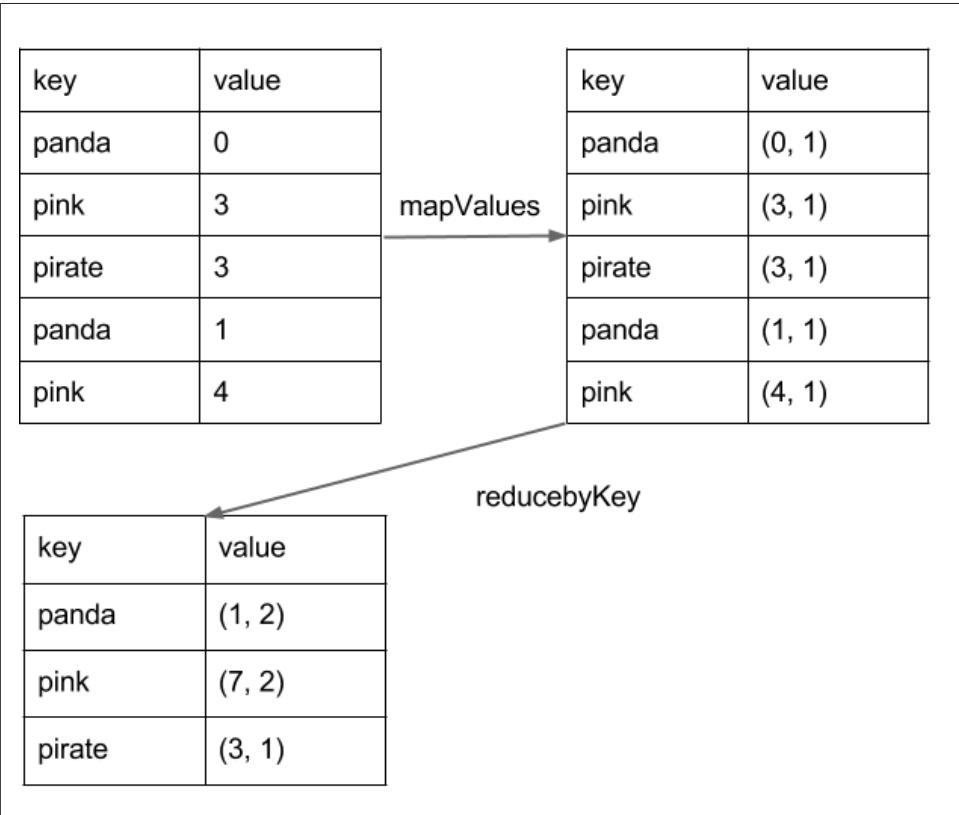 key value
panda 0
pink 3
pirate 3
panda 1
pink 4
mapValues
key value
panda (0, 1)
pink (3, 1)
pirate (3, 1)
panda (1, 1)
pink (4, 1)
reducebyKey
key value
panda (1, 2)
pink (7, 2)
pirate (3, 1)